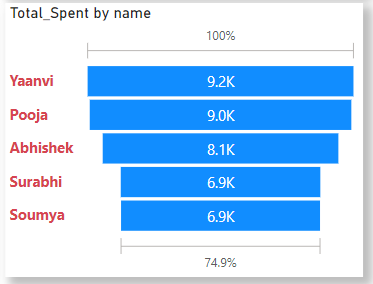 Total_Spent by name
100%
Yaanvi 9.2K
Pooja 9.0K
Abhishek 8.1K
Surabhi 6.9K
Soumya 6.9K
74.9%